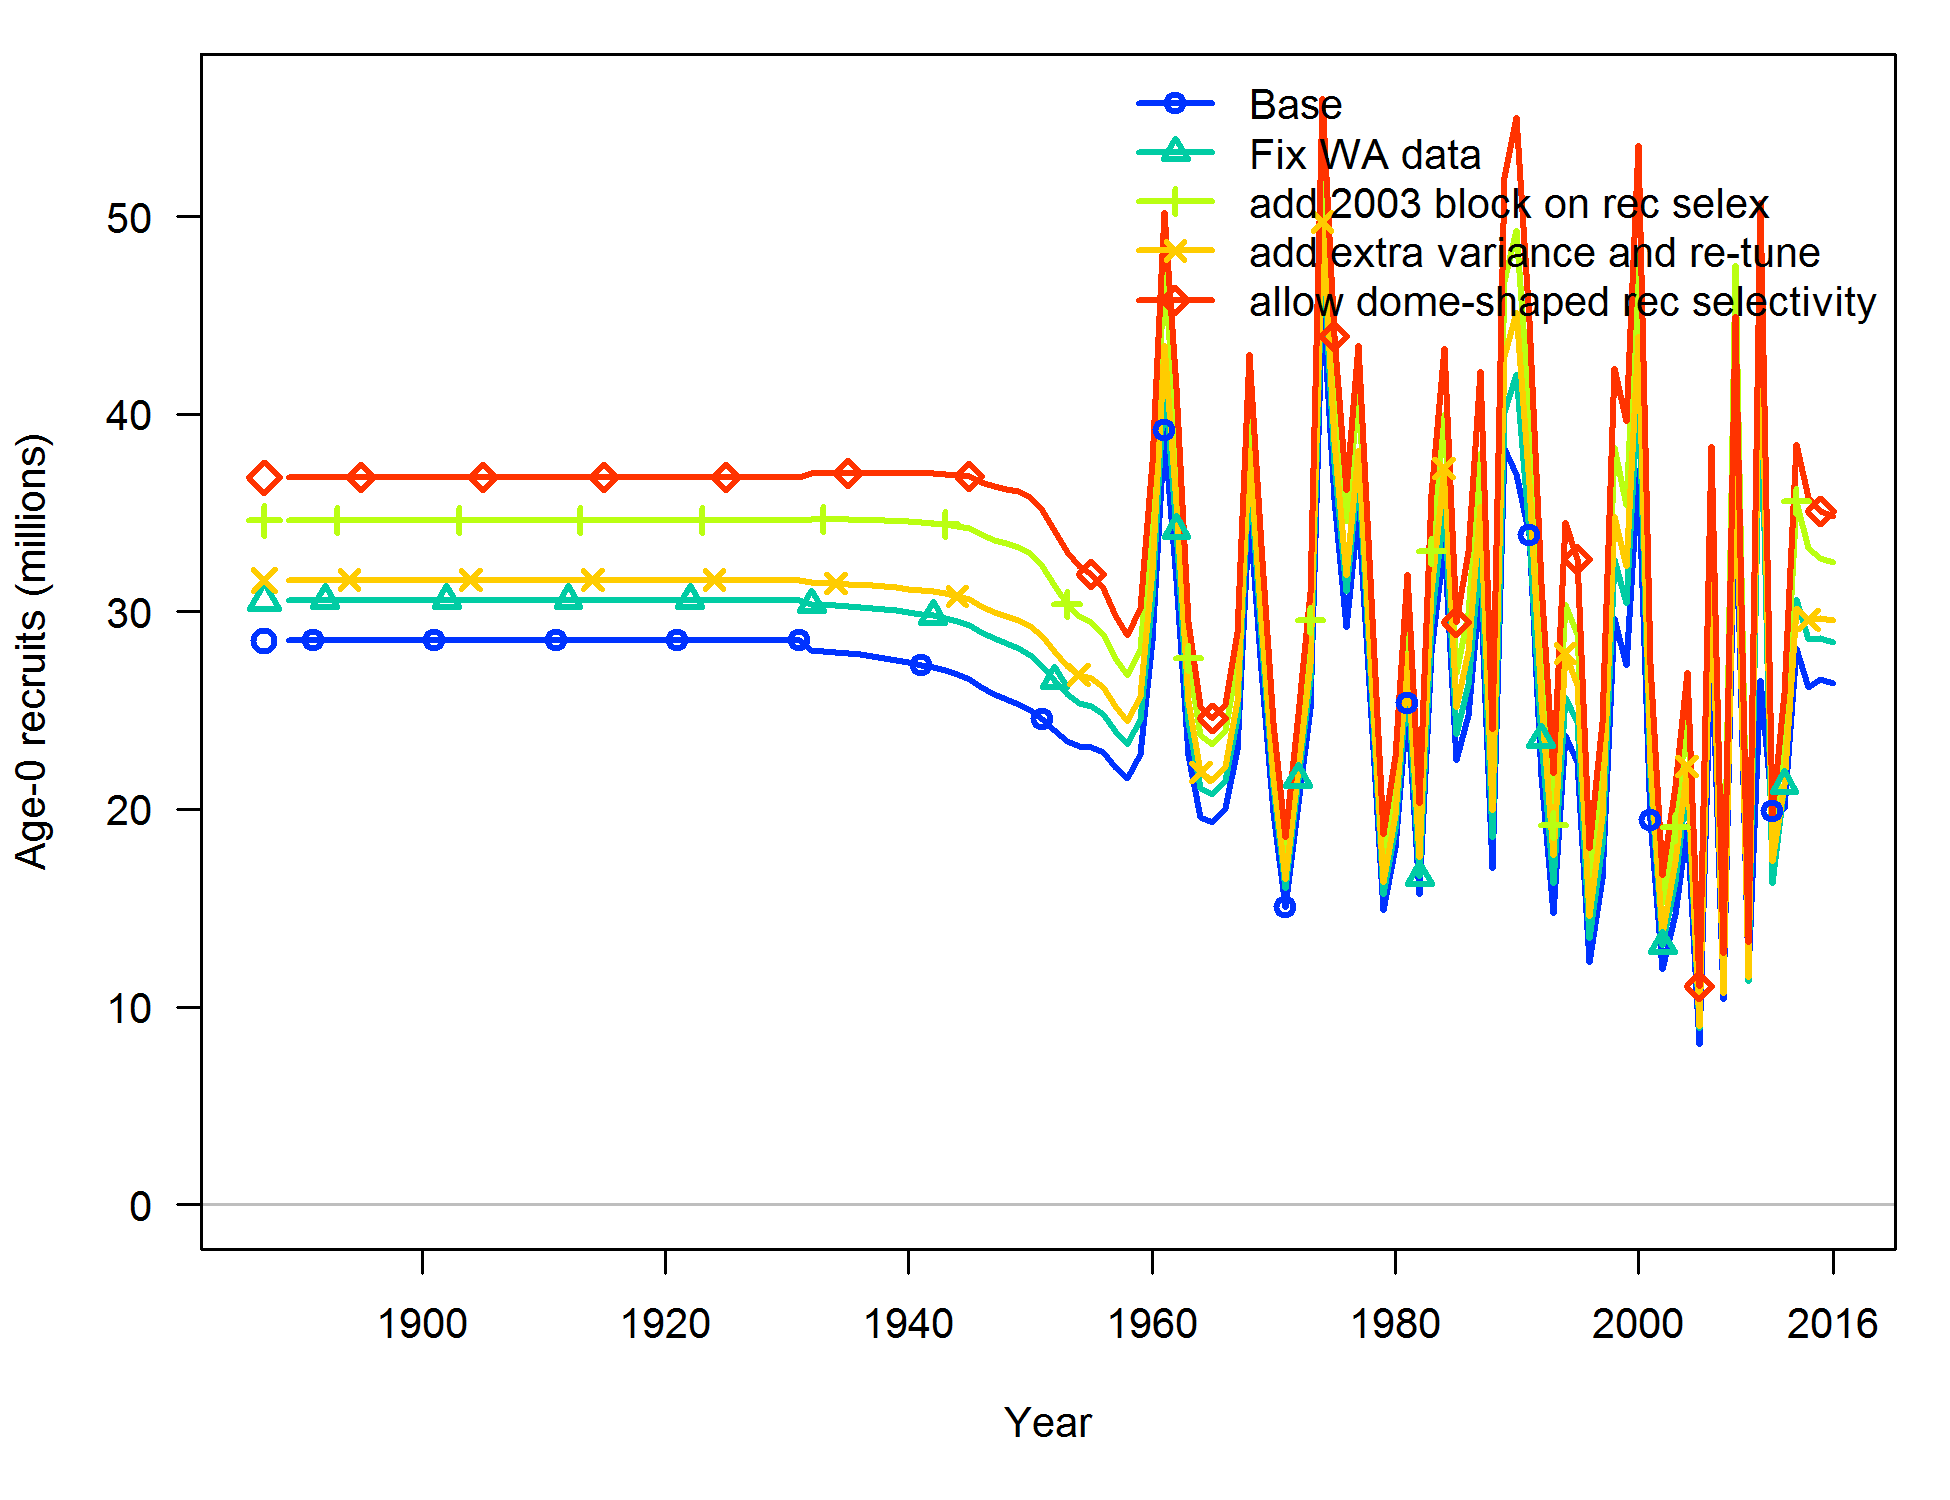 Base
Fix WA data
add 2003 block on rec selex
add extra variance and re-tune
allow dome-shaped rec selectivity
50
40
30
20
10
0
Age-0 recruits (millions)
1900 1920 1940 1960 1980 2000 2016
Year